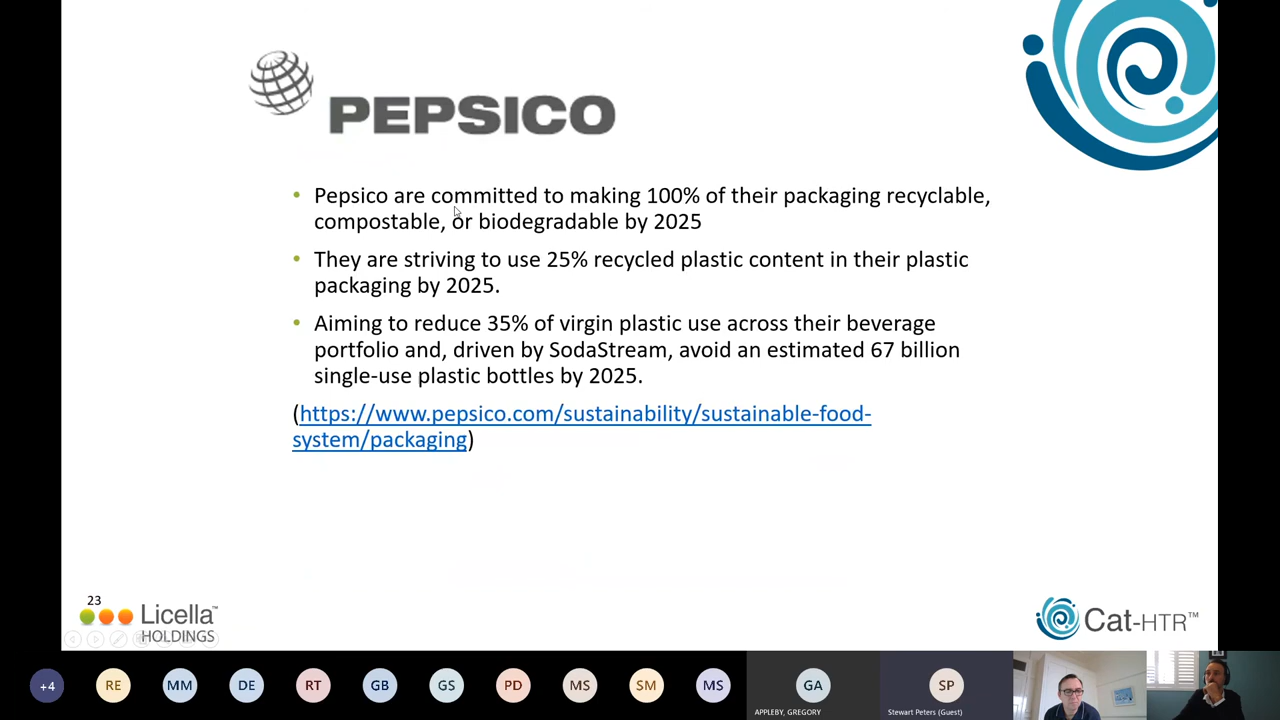 PEPSICO
• Pepsico are committed to making 100% of their packaging recyclable,
compostable, or biodegradable by 2025
• They are striving to use 25% recycled plastic content in their plastic
packaging by 2025.
• Aiming to reduce 35% of virgin plastic use across their beverage
portfolio and, driven by SodaStream, avoid an estimated 67 billion
single-use plastic bottles by 2025.
(https://www.pepsico.com/sustainability/sustainable-food-
system/packaging)
23
Licella™
HOLDINGS
Cat-HTR™
+4
RE
MM
DE
RT
GB
GS
PD
MS
SM
MS
GA
APPLEBY, GREGORY
SP
Stewart Peters (Guest)